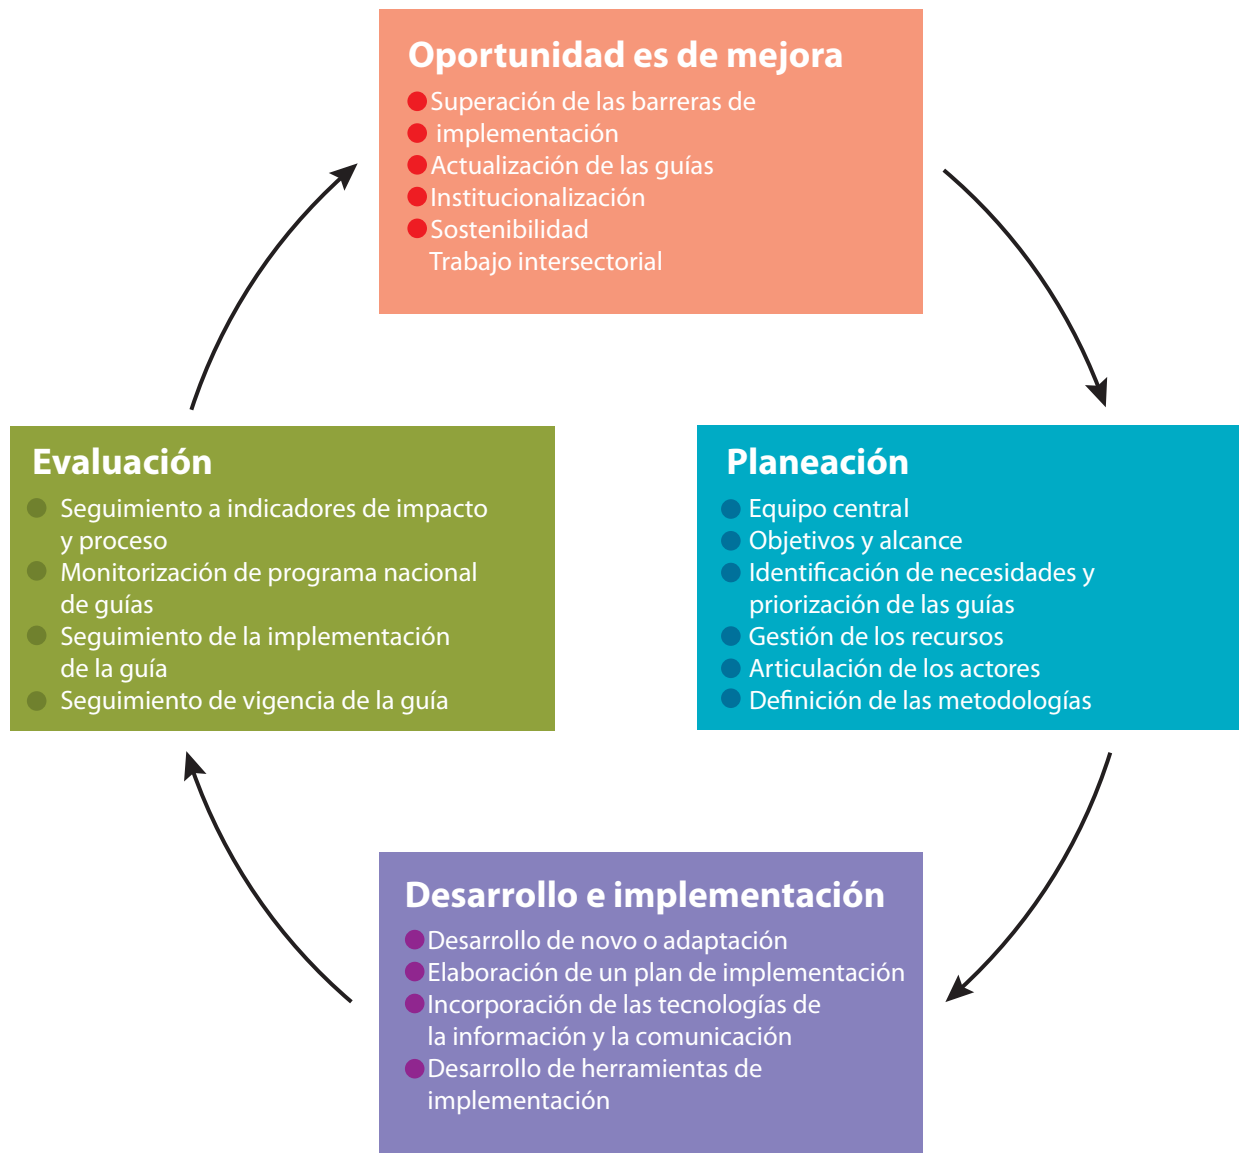 Oportunidad es de mejora
Superación de las barreras de
implementación
Actualización de las guías
Institucionalización
Sostenibilidad
Trabajo intersectorial
Evaluación
Seguimiento a indicadores de impacto
y proceso
Monitorización de programa nacional
de guías
Seguimiento de la implementación
de la guía
Seguimiento de vigencia de la guía
Planeación
Equipo central
Objetivos y alcance
Identificación de necesidades y
priorización de las guías
Gestión de los recursos
Articulación de los actores
Definición de las metodologías
Desarrollo e implementación
Desarrollo de novo o adaptación
Elaboración de un plan de implementación
Incorporación de las tecnologías de
la información y la comunicación
Desarrollo de herramientas de
implementación